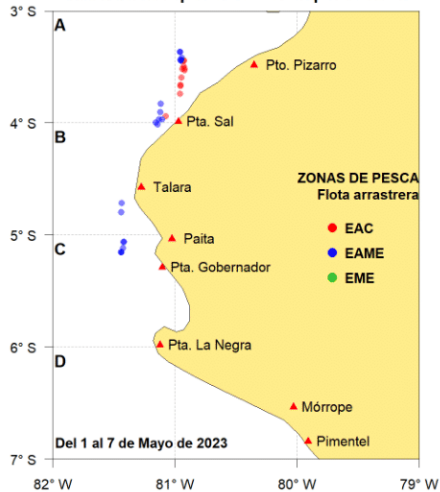 3° S
A
Pto. Pizarro
4° S
Pta. Sal
B
ZONAS DE PESCA
Talara
Flota arrastrera
EAC
5° S
Paita
EAME
C
Pta. Gobernador
EME
6° S
Pta. La Negra
D
Mórrope
Del 1 al 7 de Mayo de 2023
Pimentel
7° S
82° W
81° W
80° W
79° W